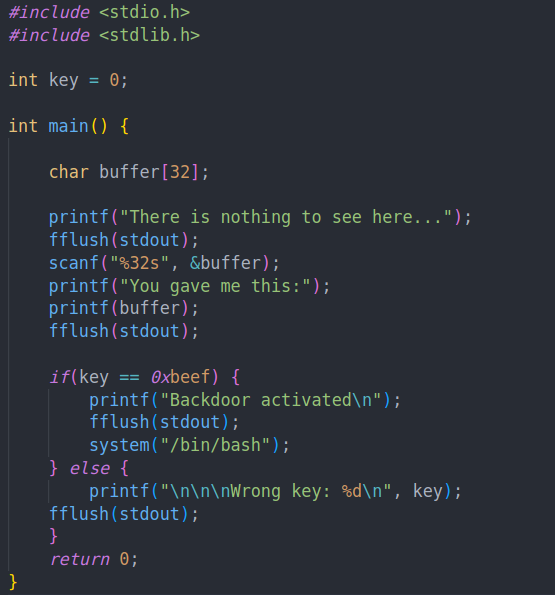 #include <stdio.h>
#include <stdlib.h>

int key = 0;

int main() {

    char buffer[32];

    printf("There is nothing to see here...");
    fflush(stdout);
    scanf("%32s", &buffer);
    printf("You gave me this:");
    printf(buffer);
    fflush(stdout);

    if(key == 0xbeef) {
        printf("Backdoor activated\n");
        fflush(stdout);
        system("/bin/bash");
    } else {
        printf("\n\n\nWrong key: %d\n", key);
    fflush(stdout);
    }
    return 0;
}